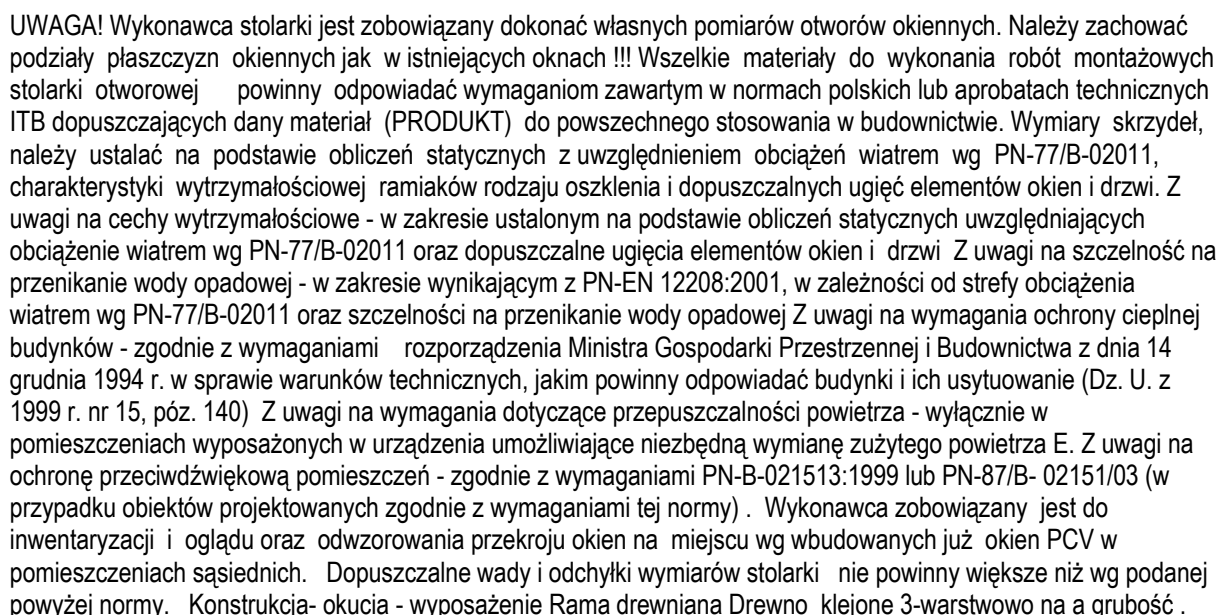 UWAGA! Wykonawca stolarki jest zobowiązany dokonać własnych pomiarów otworów okiennych. Należy zachować
podziały płaszczyzn okiennych jak w istniejących oknach !!! Wszelkie materiały do wykonania robót montażowych
stolarki otworowej powinny odpowiadać wymaganiom zawartym w normach polskich lub aprobatach technicznych
ITB dopuszczających dany materiał (PRODUKT) do powszechnego stosowania w budownictwie. Wymiary skrzydeł,
należy ustalać na podstawie obliczeń statycznych z uwzględnieniem obciążeń wiatrem wg PN-77/B-02011,
charakterystyki wytrzymałościowej ramiaków rodzaju oszklenia i dopuszczalnych ugięć elementów okien i drzwi. Z
uwagi na cechy wytrzymałościowe - w zakresie ustalonym na podstawie obliczeń statycznych uwzględniających
obciążenie wiatrem wg PN-77/B-02011 oraz dopuszczalne ugięcia elementów okien i drzwi Z uwagi na szczelność na
przenikanie wody opadowej - w zakresie wynikającym z PN-EN 12208:2001, w zależności od strefy obciążenia
wiatrem wg PN-77/B-02011 oraz szczelności na przenikanie wody opadowej Z uwagi na wymagania ochrony cieplnej
budynków - zgodnie z wymaganiami rozporządzenia Ministra Gospodarki Przestrzennej i Budownictwa z dnia 14
grudnia 1994 r. w sprawie warunków technicznych, jakim powinny odpowiadać budynki i ich usytuowanie (Dz. U. z
1999 r. nr 15, póz. 140) Z uwagi na wymagania dotyczące przepuszczalności powietrza - wyłącznie w
pomieszczeniach wyposażonych w urządzenia umożliwiające niezbędną wymianę zużytego powietrza E. Z uwagi na
ochronę przeciwdźwiękową pomieszczeń - zgodnie z wymaganiami PN-B-021513:1999 lub PN-87/B- 02151/03 (w
przypadku obiektów projektowanych zgodnie z wymaganiami tej normy) . Wykonawca zobowiązany jest do
inwentaryzacji i oglądu oraz odwzorowania przekroju okien na miejscu wg wbudowanych już okien PCV w
pomieszczeniach sąsiednich. Dopuszczalne wady i odchyłki wymiarów stolarki nie powinny większe niż wg podanej
powyżej normy. Konstrukcja- okucia - wyposażenie Rama drewniana Drewno klejone 3-warstwowo na a grubość .